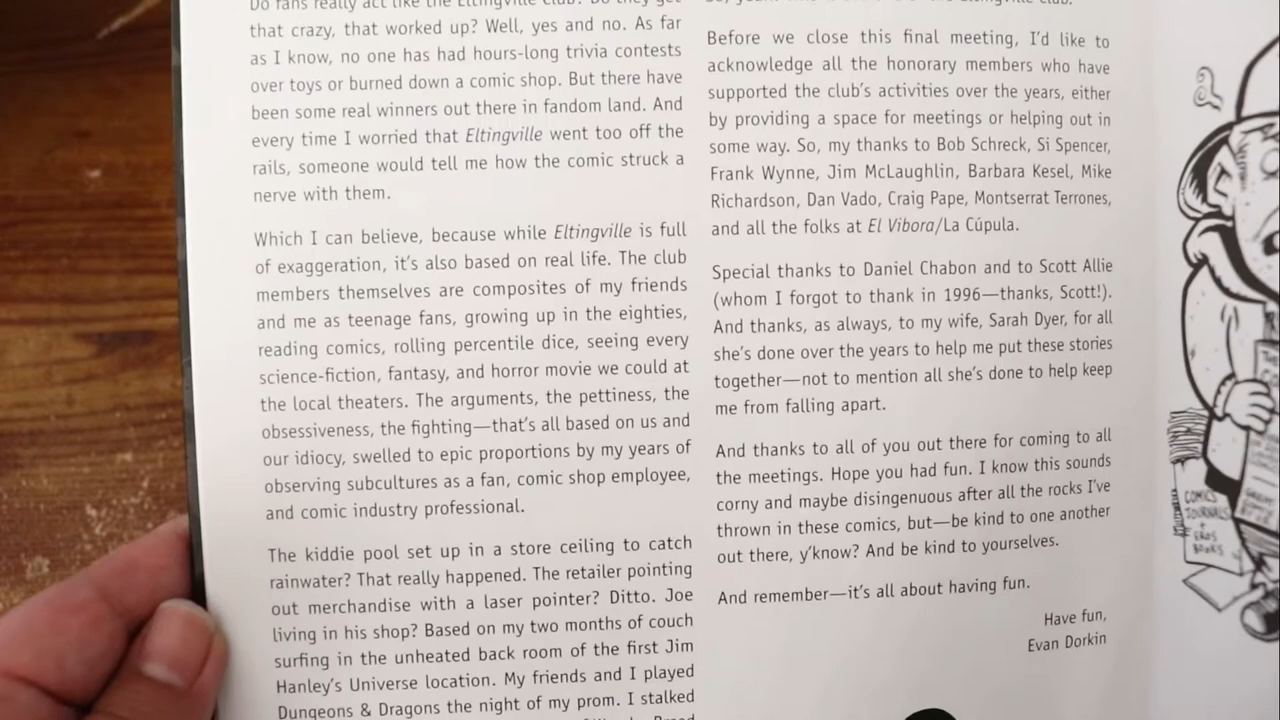 Do fans really act like the Eltingville club? Do they get
that crazy, that worked up? Well, yes and no. As far
as I know, no one has had hours-long trivia contests
over toys or burned down a comic shop. But there have
been some real winners out there in fandom land. And
every time I worried that Eltingville went too off the
rails, someone would tell me how the comic struck a
nerve with them.
Which I can believe, because while Eltingville is full
of exaggeration, it's also based on real life. The club
members themselves are composites of my friends
and me as teenage fans, growing up in the eighties,
reading comics, rolling percentile dice, seeing every
science-fiction, fantasy, and horror movie we could at
the local theaters. The arguments, the pettiness, the
obsessiveness, the fighting—that's all based on us and
our idiocy, swelled to epic proportions by my years of
observing subcultures as a fan, comic shop employee,
and comic industry professional.
The kiddie pool set up in a store ceiling to catch
rainwater? That really happened. The retailer pointing
out merchandise with a laser pointer? Ditto. Joe
living in his shop? Based on my two months of couch
surfing in the unheated back room of the first Jim
Hanley's Universe location. My friends and I played
Dungeons & Dragons the night of my prom. I stalked
Before we close this final meeting, I'd like to
acknowledge all the honorary members who have
supported the club's activities over the years, either
by providing a space for meetings or helping out in
some way. So, my thanks to Bob Schreck, Si Spencer,
Frank Wynne, Jim McLaughlin, Barbara Kesel, Mike
Richardson, Dan Vado, Craig Pape, Montserrat Terrones,
and all the folks at El Vibora/La Cúpula.
Special thanks to Daniel Chabon and to Scott Allie
(whom I forgot to thank in 1996—thanks, Scott!).
And thanks, as always, to my wife, Sarah Dyer, for all
she's done over the years to help me put these stories
together—not to mention all she's done to help keep
me from falling apart.
And thanks to all of you out there for coming to all
the meetings. Hope you had fun. I know this sounds
corny and maybe disingenuous after all the rocks I've
thrown in these comics, but—be kind to one another
out there, y'know? And be kind to yourselves.
And remember—it's all about having fun.
Have fun,
Evan Dorkin
COMICS
JOURNALS
+
EROS
BOOKS